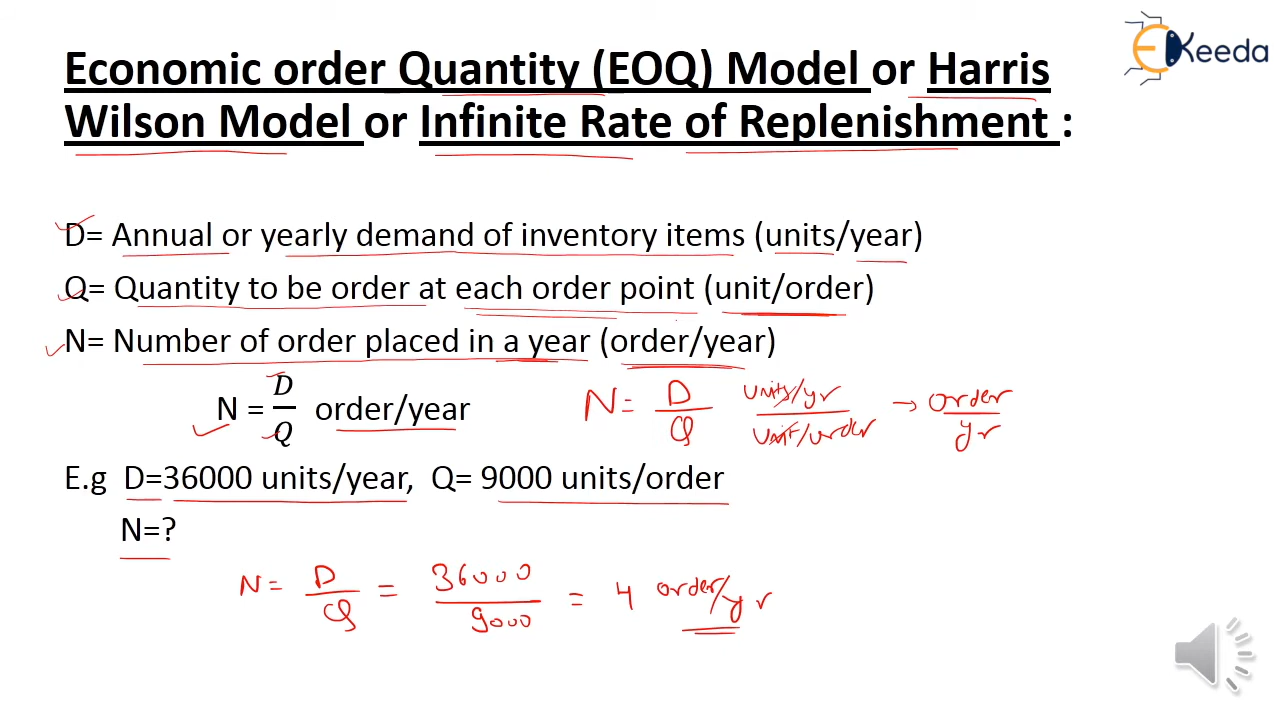 EKeeda
Economic order Quantity (EOQ) Model or Harris
Wilson Model or Infinite Rate of Replenishment :
D= Annual or yearly demand of inventory items (units/year)
Q= Quantity to be order at each order point (unit/order)
N= Number of order placed in a year (order/year)
N = D/Q order/year
N = D/Q units/yr / unit/order → order/yr
E.g D=36000 units/year, Q= 9000 units/order
N=?
N = D/Q = 36000/9000 = 4 order/yr